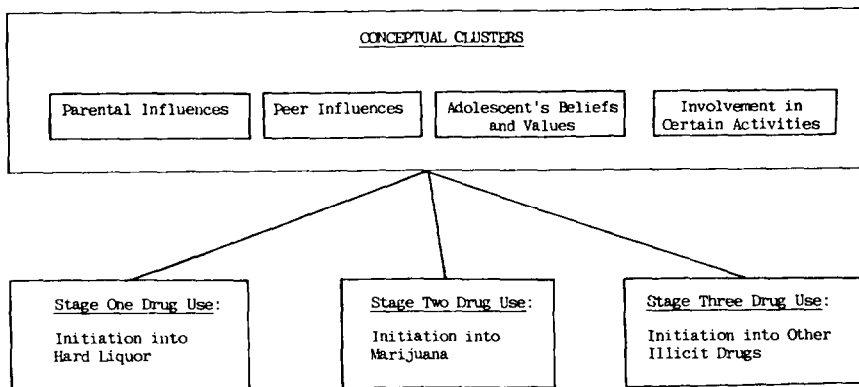 CONCEPTUAL CLUSTERS
Parental Influences
Peer Influences
Adolescent's Beliefs
and Values
Involvement in
Certain Activities
Stage One Drug Use:
Initiation into
Hard Liquor
Stage Two Drug Use:
Initiation into
Marijuana
Stage Three Drug Use:
Initiation into Other
Illicit Drugs